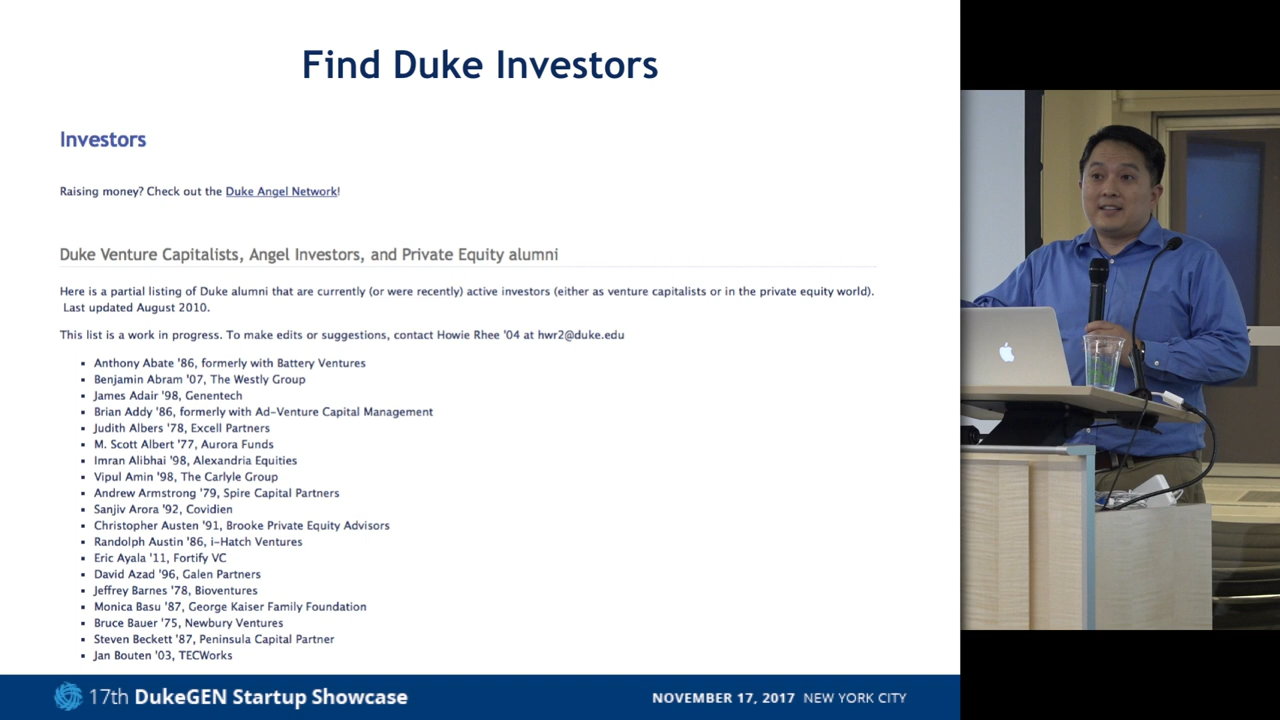 Find Duke Investors
Investors
Raising money? Check out the Duke Angel Network!
Duke Venture Capitalists, Angel Investors, and Private Equity alumni
Here is a partial listing of Duke alumni that are currently (or were recently) active investors (either as venture capitalists or in the private equity world).
Last updated August 2010.
This list is a work in progress. To make edits or suggestions, contact Howie Rhee '04 at hwr2@duke.edu
Anthony Abate '86, formerly with Battery Ventures
Benjamin Abram '07, The Westly Group
James Adair '98, Genentech
Brian Addy '86, formerly with Ad-Venture Capital Management
Judith Albers '78, Excell Partners
M. Scott Albert '77, Aurora Funds
Imran Alibhai '98, Alexandria Equities
Vipul Amin '98, The Carlyle Group
Andrew Armstrong '79, Spire Capital Partners
Sanjiv Arora '92, Covidien
Christopher Austen '91, Brooke Private Equity Advisors
Randolph Austin '86, i-Hatch Ventures
Eric Ayala '11, Fortify VC
David Azad '96, Galen Partners
Jeffrey Barnes '78, Bioventures
Monica Basu '87, George Kaiser Family Foundation
Bruce Bauer '75, Newbury Ventures
Steven Beckett '87, Peninsula Capital Partner
Jan Bouten '03, TECWorks
17th DukeGEN Startup Showcase
NOVEMBER 17, 2017 NEW YORK CITY